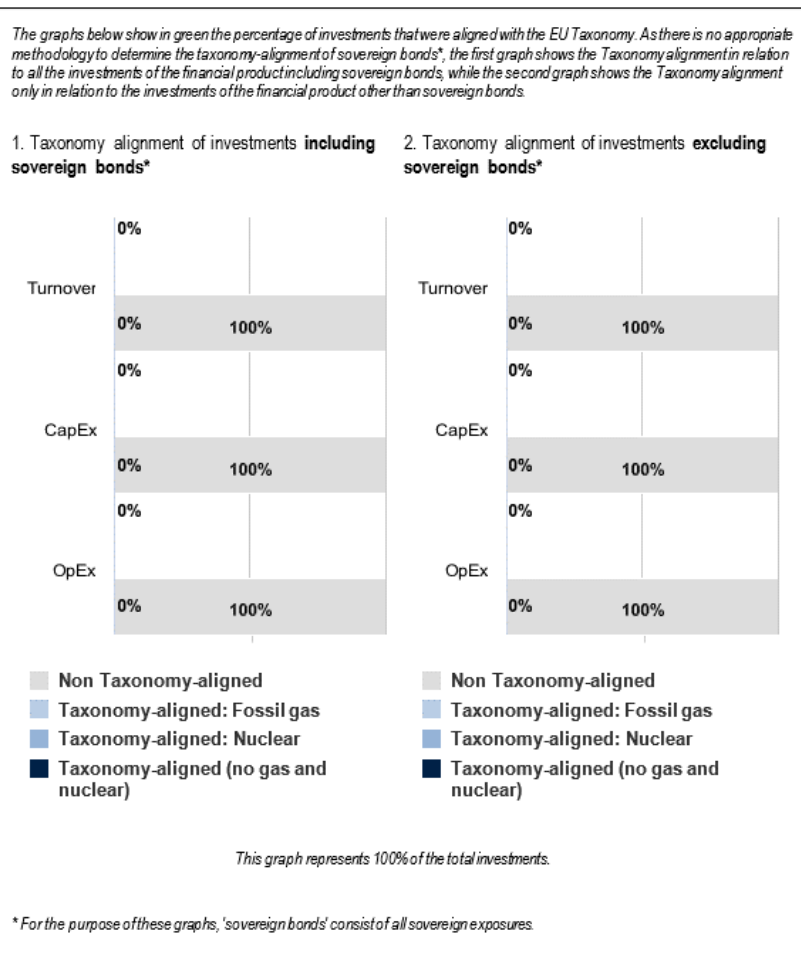 The graphs below show in green the percentage of investments that were aligned with the EU Taxonomy. As there is no appropriate
methodology to determine the taxonomy-alignment of sovereign bonds*, the first graph shows the Taxonomy alignment in relation
to all the investments of the financial product including sovereign bonds, while the second graph shows the Taxonomy alignment
only in relation to the investments of the financial product other than sovereign bonds.
1. Taxonomy alignment of investments including
sovereign bonds*
0%
Turnover
0% 100%
0%
CapEx
0% 100%
0%
OpEx
0% 100%
Non Taxonomy-aligned
Taxonomy-aligned: Fossil gas
Taxonomy-aligned: Nuclear
Taxonomy-aligned (no gas and
nuclear)
2. Taxonomy alignment of investments excluding
sovereign bonds*
0%
Turnover
0% 100%
0%
CapEx
0% 100%
0%
OpEx
0% 100%
Non Taxonomy-aligned
Taxonomy-aligned: Fossil gas
Taxonomy-aligned: Nuclear
Taxonomy-aligned (no gas and
nuclear)
This graph represents 100% of the total investments.
* For the purpose of these graphs, 'sovereign bonds' consist of all sovereign exposures.